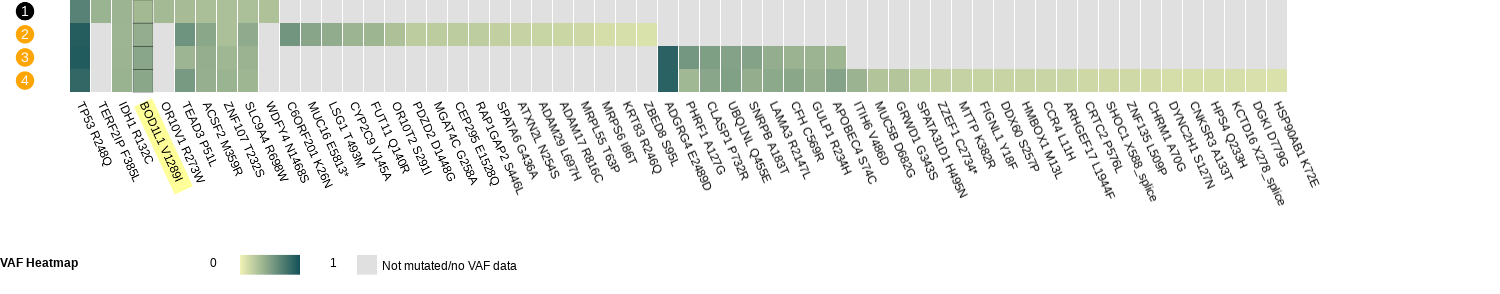 1
2
3
4
TP53 R248Q
TERF2IP F385L
IDH1 R132C
BOD1L1 V1289I
OR10V1 R273W
TEAD3 P51L
ACSF2 M359R
ZNF107 T232S
SLC9A4 R698W
WDFY4 N1468S
C6ORF201 K26N
MUC16 E5813*
LSG1 T493M
CYP2C9 Y145A
FUT11 Q140R
OR10T2 S291I
PDZD2 D1448G
MGAT4C G258A
CEP295 E1528Q
RAP1GAP2 S446L
SPATA6 G436A
ATXN2L N254S
ADAM29 L697H
ADAM17 R816C
MRPL55 T63P
MRPS6 I86T
KRT83 R246Q
ZBED8 S95L
ADGRG4 E2489D
PHRF1 A127G
CLASP1 P732R
UBQLNL Q455E
SNRPB A183T
LAMA3 R2147L
CFH C569R
GULP1 R234H
APOBEC4 S74C
ITIH6 V486D
MUC5B D682G
GRWD1 G343S
SPATA31D1 H495N
ZZEF1 C2734*
MTTP K382R
FIGNL1 Y18F
DDX60 S257P
HMBOX1 M13L
CCR4 L11H
ARHGEF17 L1944F
CRTC2 P576L
SHOC1 X586_splice
ZNF135 L509P
CHRM1 A70G
DYNC2H1 S127N
CNKSR3 A133T
HPS4 Q233H
KCTD16 X278_splice
DGKI D779G
HSP90AB1 K72E
VAF Heatmap 0 1 Not mutated/no VAF data